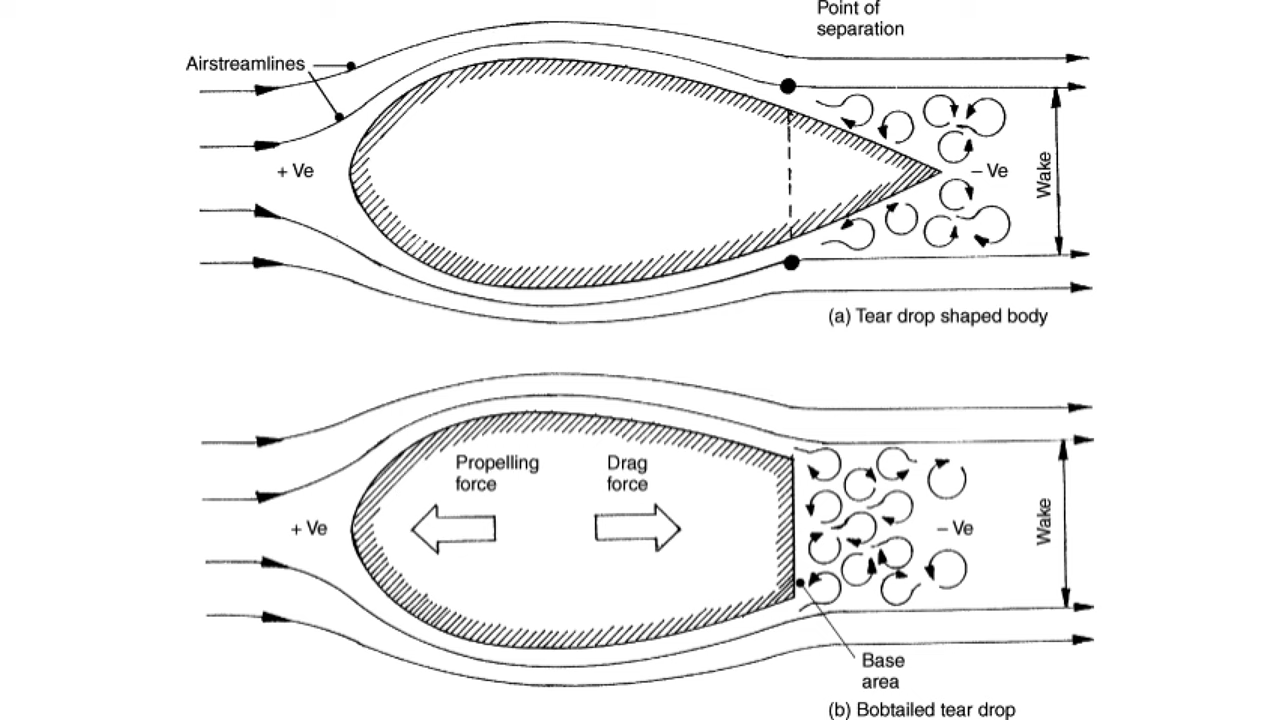 Point of
separation
Airstreamlines
+ Ve
– Ve
Wake
(a) Tear drop shaped body
Propelling
force
Drag
force
+ Ve
– Ve
Wake
Base
area
(b) Bobtailed tear drop